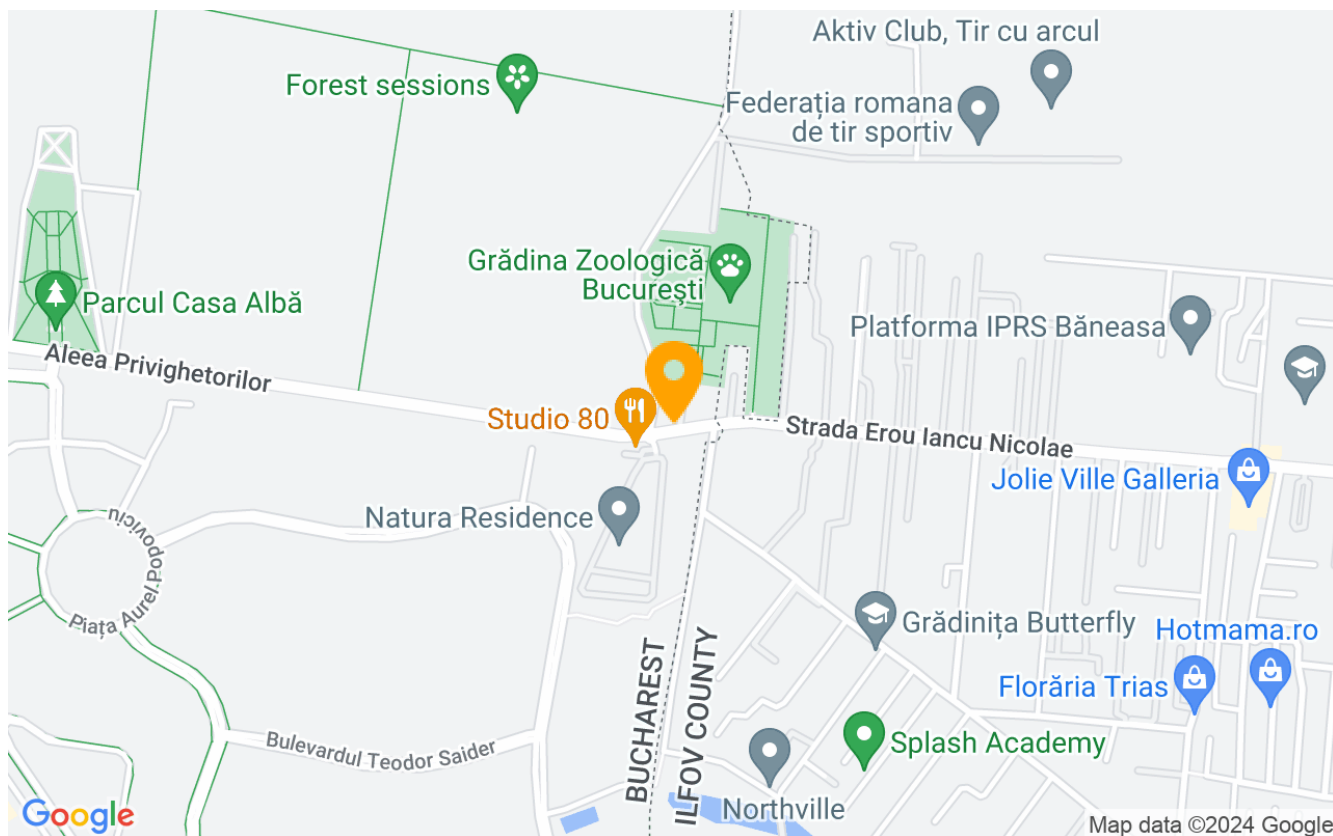 Aktiv Club, Tir cu arcul
Forest sessions
Federația romana
de tir sportiv
Grădina Zoologică
București
Parcul Casa Albă
Platforma IPRS Băneasa
Aleea Privighetorilor
Studio 80
Strada Erou Iancu Nicolae
Jolie Ville Galleria
Natura Residence
Piața Aurel Popoviciu
Grădinița Butterfly
Hotmama.ro
BUCHAREST
ILFOV COUNTY
Florăria Trias
Bulevardul Teodor Saider
Splash Academy
Northville
Google
Map data ©2024 Google